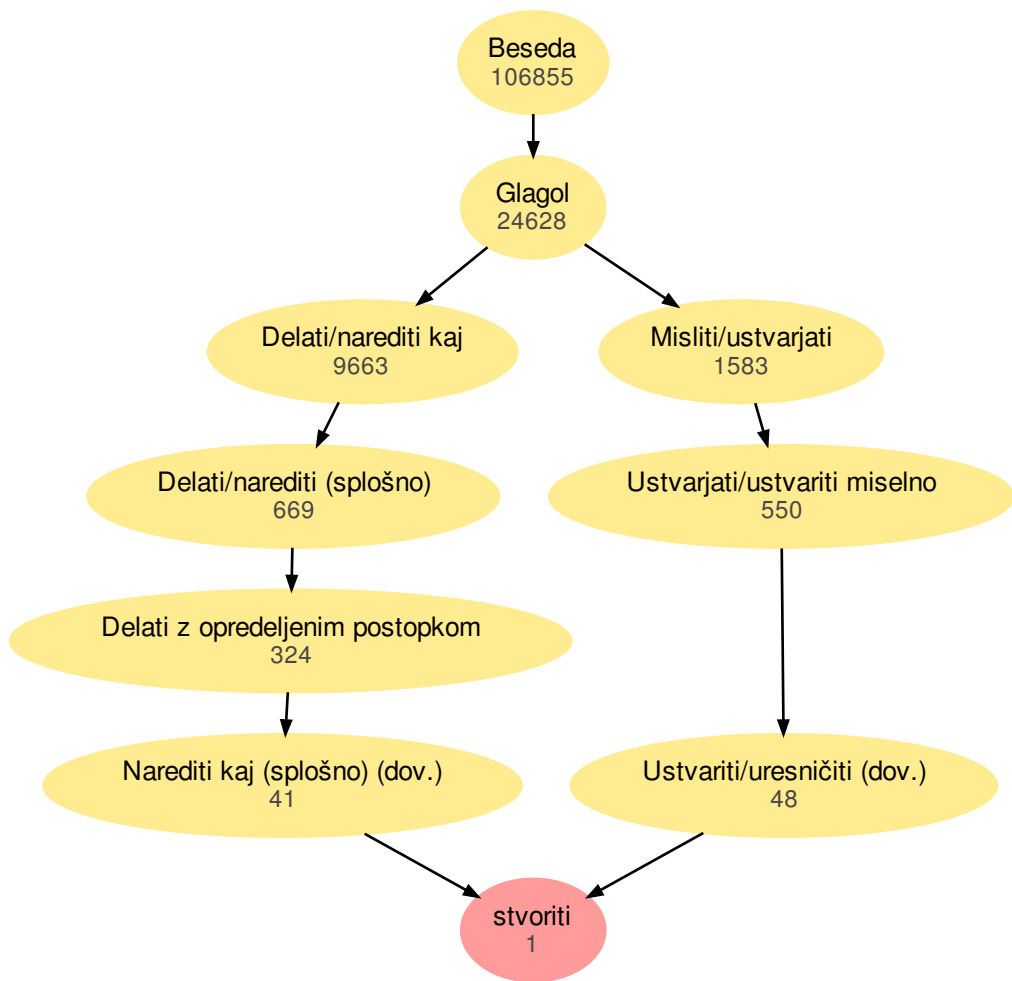 Beseda
106855
Glagol
24628
Delati/narediti kaj
9663
Misliti/ustvarjati
1583
Delati/narediti (splošno)
669
Ustvarjati/ustvariti miselno
550
Delati z opredeljenim postopkom
324
Narediti kaj (splošno) (dov.)
41
Ustvariti/uresničiti (dov.)
48
stvoriti
1